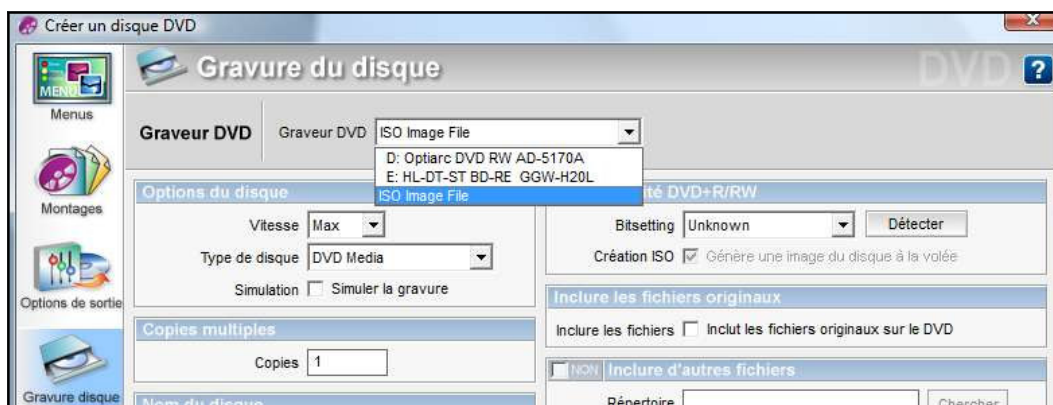 Créer un disque DVD
MENU
Menus
Montages
Options de sortie
Gravure disque
Gravure du disque
DVD
?
Graveur DVD
Graveur DVD ISO Image File
D: Optiarc DVD RW AD-5170A
E: HL-DT-ST BD-RE GGW-H20L
ISO Image File
Options du disque
Vitesse Max
Type de disque DVD Media
Simulation Simuler la gravure
Copies multiples
Copies 1
Nom du disque
DVD+R/RW
Bitsetting Unknown Détecter
Création ISO Génère une image du disque à la volée
Inclure les fichiers originaux
Inclure les fichiers Inclut les fichiers originaux sur le DVD
NON Inclure d'autres fichiers
Répertoire Chercher